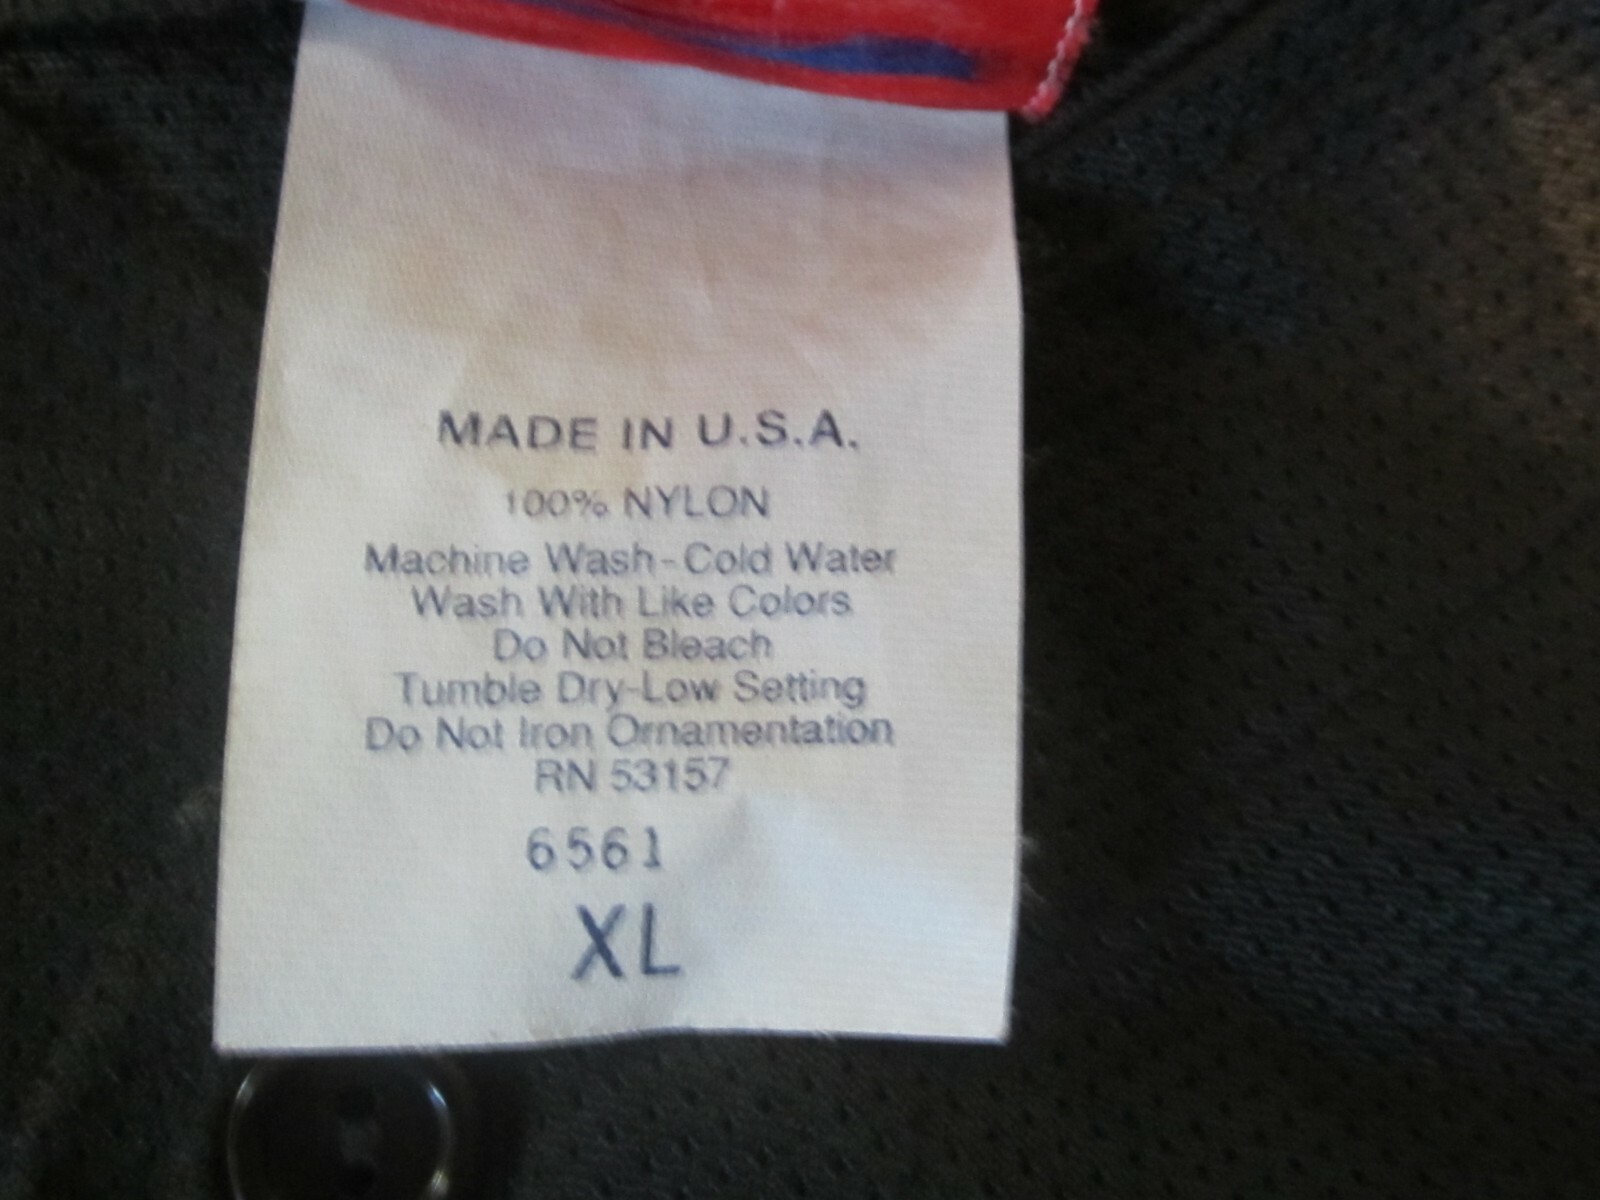 MADE IN U.S.A.
100% NYLON
Machine Wash-Cold Water
Wash With Like Colors
Do Not Bleach
Tumble Dry-Low Setting
Do Not Iron Ornamentation
RN 53157
6561
XL